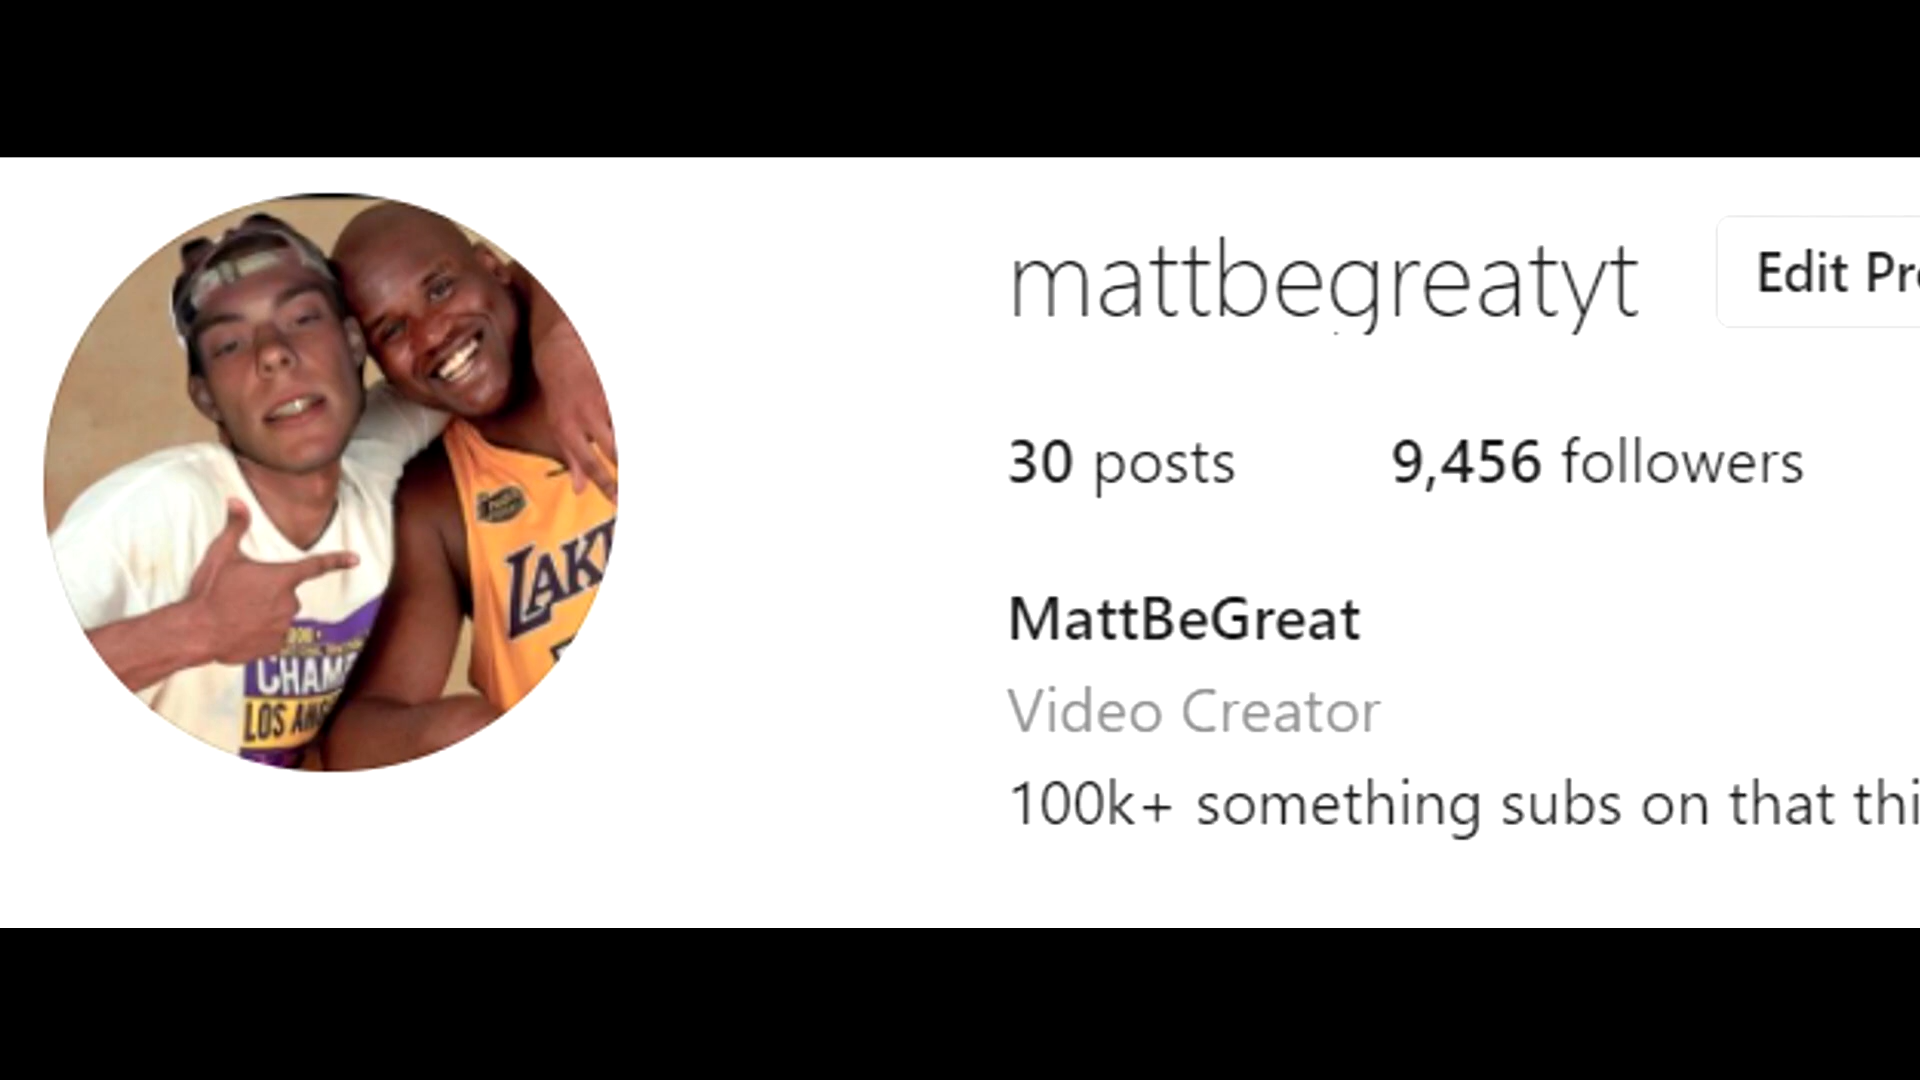 mattbegreatyt
Edit Pro
30 posts 9,456 followers
MattBeGreat
Video Creator
100k+ something subs on that thi
LAK
CHAM
LOS AN